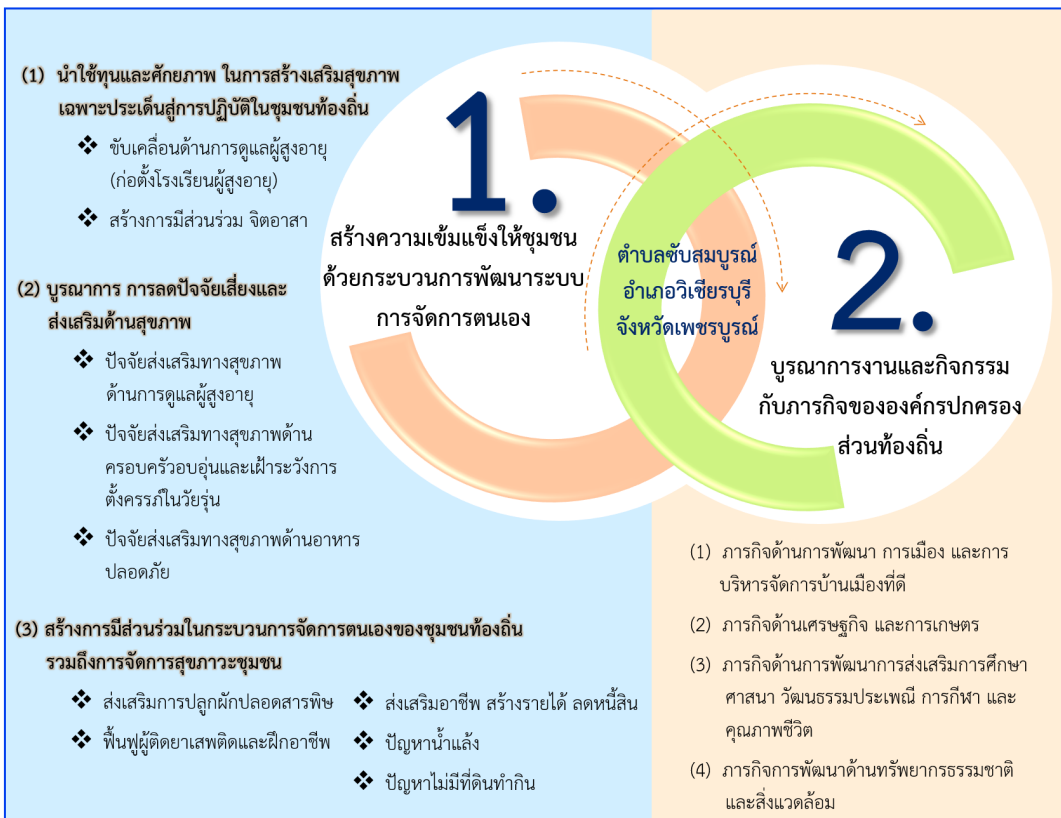 (1) นำใช้ทุนและศักยภาพ ในการสร้างเสริมสุขภาพ
เฉพาะประเด็นสู่การปฏิบัติในชุมชนท้องถิ่น
❖ ขับเคลื่อนด้านการดูแลผู้สูงอายุ
(ก่อตั้งโรงเรียนผู้สูงอายุ)
❖ สร้างการมีส่วนร่วม จิตอาสา
(2) บูรณาการ การลดปัจจัยเสี่ยงและ
ส่งเสริมด้านสุขภาพ
❖ ปัจจัยส่งเสริมทางสุขภาพ
ด้านการดูแลผู้สูงอายุ
❖ ปัจจัยส่งเสริมทางสุขภาพด้าน
ครอบครัวอบอุ่นและเฝ้าระวังการ
ตั้งครรภ์ในวัยรุ่น
❖ ปัจจัยส่งเสริมทางสุขภาพด้านอาหาร
ปลอดภัย
(3) สร้างการมีส่วนร่วมในกระบวนการจัดการตนเองของชุมชนท้องถิ่น
รวมถึงการจัดการสุขภาวะชุมชน
❖ ส่งเสริมการปลูกผักปลอดสารพิษ
❖ ฟื้นฟูผู้ติดยาเสพติดและฝึกอาชีพ
❖ ส่งเสริมอาชีพ สร้างรายได้ ลดหนี้สิน
❖ ปัญหาน้ำแล้ง
❖ ปัญหาไม่มีที่ดินทำกิน
1.
สร้างความเข้มแข็งให้ชุมชน
ด้วยกระบวนการพัฒนาระบบ
การจัดการตนเอง
ตำบลซับสมบูรณ์
อำเภอวิเชียรบุรี
จังหวัดเพชรบูรณ์
2.
บูรณาการงานและกิจกรรม
กับภารกิจขององค์กรปกครอง
ส่วนท้องถิ่น
(1) ภารกิจด้านการพัฒนา การเมือง และการ
บริหารจัดการบ้านเมืองที่ดี
(2) ภารกิจด้านเศรษฐกิจ และการเกษตร
(3) ภารกิจด้านการพัฒนาการส่งเสริมการศึกษา
ศาสนา วัฒนธรรมประเพณี การกีฬา และ
คุณภาพชีวิต
(4) ภารกิจการพัฒนาด้านทรัพยากรธรรมชาติ
และสิ่งแวดล้อม